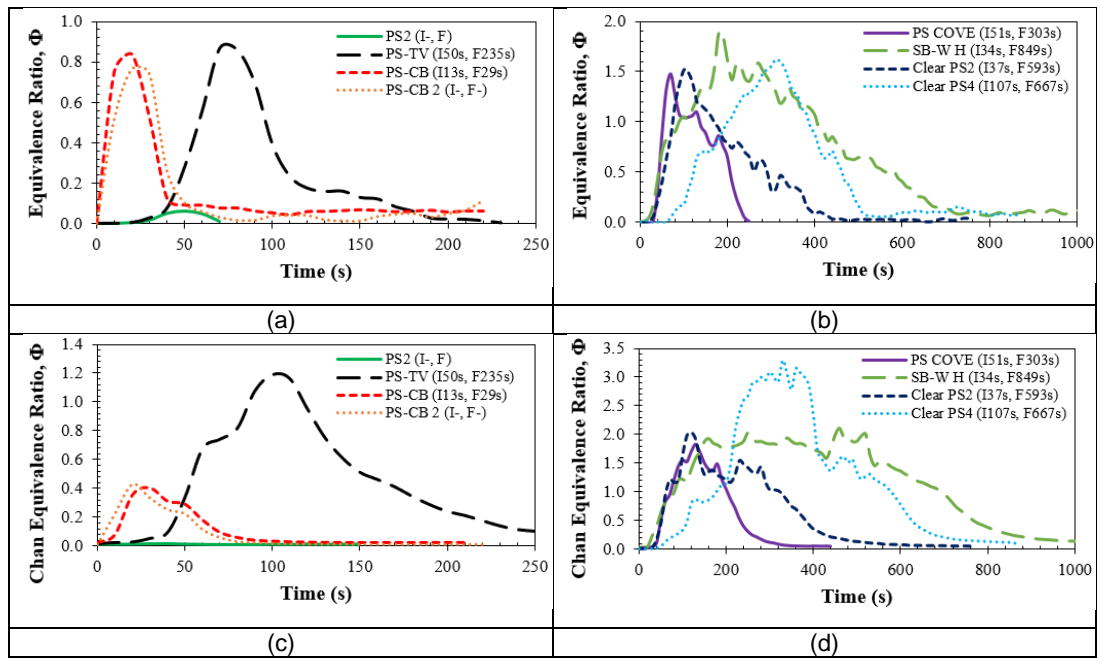 Equivalence Ratio, Φ
1.0
0.8
0.6
0.4
0.2
0.0
PS2 (I-, F)
PS-TV (I50s, F235s)
PS-CB (I13s, F29s)
PS-CB 2 (I-, F-)
0 50 100 150 200 250
Time (s)
(a)
Equivalence Ratio, Φ
2.0
1.5
1.0
0.5
0.0
PS COVE (I51s, F303s)
SB-W H (I34s, F849s)
Clear PS2 (I37s, F593s)
Clear PS4 (I107s, F667s)
0 200 400 600 800 1000
Time (s)
(b)
Chan Equivalence Ratio, Φ
1.4
1.2
1.0
0.8
0.6
0.4
0.2
0.0
PS2 (I-, F)
PS-TV (I50s, F235s)
PS-CB (I13s, F29s)
PS-CB 2 (I-, F-)
0 50 100 150 200 250
Time (s)
(c)
Chan Equivalence Ratio, Φ
3.5
3.0
2.5
2.0
1.5
1.0
0.5
0.0
PS COVE (I51s, F303s)
SB-W H (I34s, F849s)
Clear PS2 (I37s, F593s)
Clear PS4 (I107s, F667s)
0 200 400 600 800 1000
Time (s)
(d)